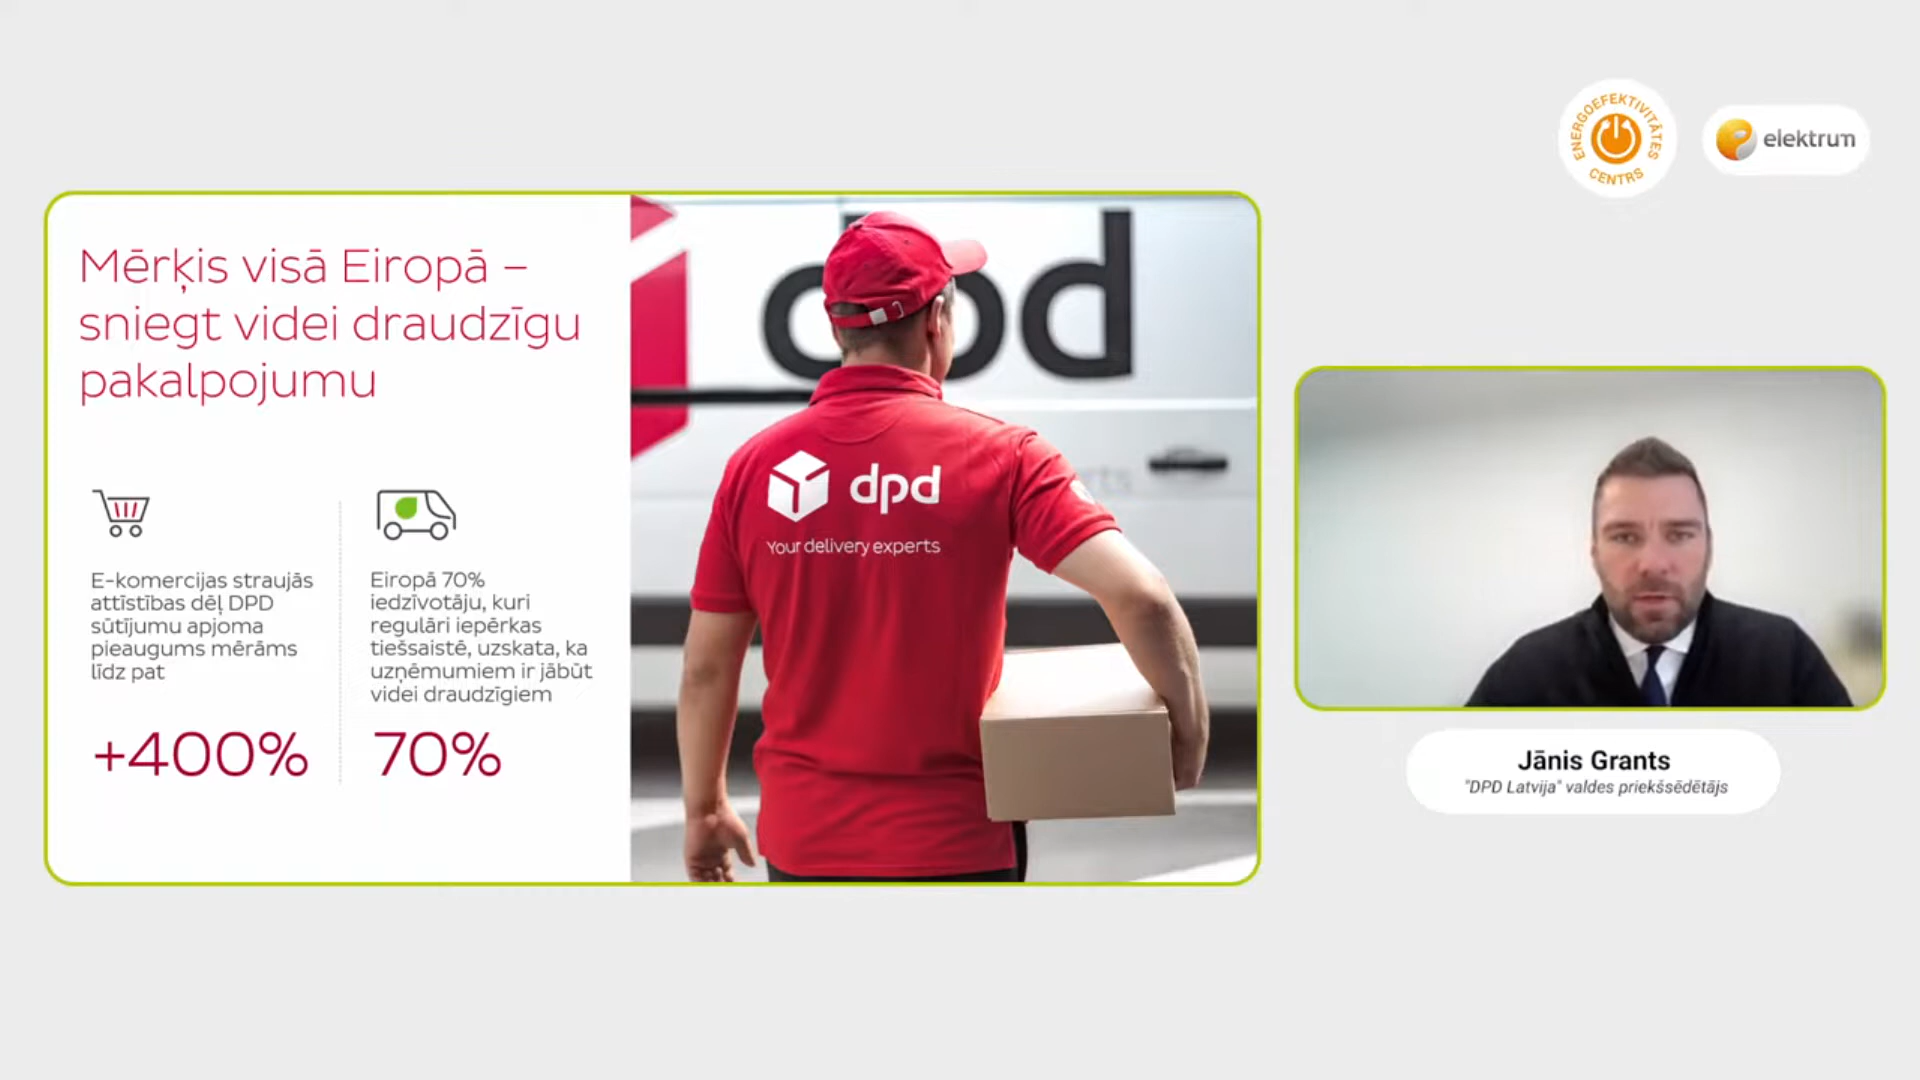 ENERGOEFEKTIVITĀTES
CENTRS
elektrum
Mērķis visā Eiropā –
sniegt videi draudzīgu
pakalpojumu
E-komercijas straujās
attīstības dēļ DPD
sūtījumu apjoma
pieaugums mērāms
līdz pat
+400%
Eiropā 70%
iedzīvotāju, kuri
regulāri iepērkas
tiešsaistē, uzskata, ka
uzņēmumiem ir jābūt
videi draudzīgiem
70%
dpd
dpd
Your delivery experts
Jānis Grants
"DPD Latvija" valdes priekšsēdētājs